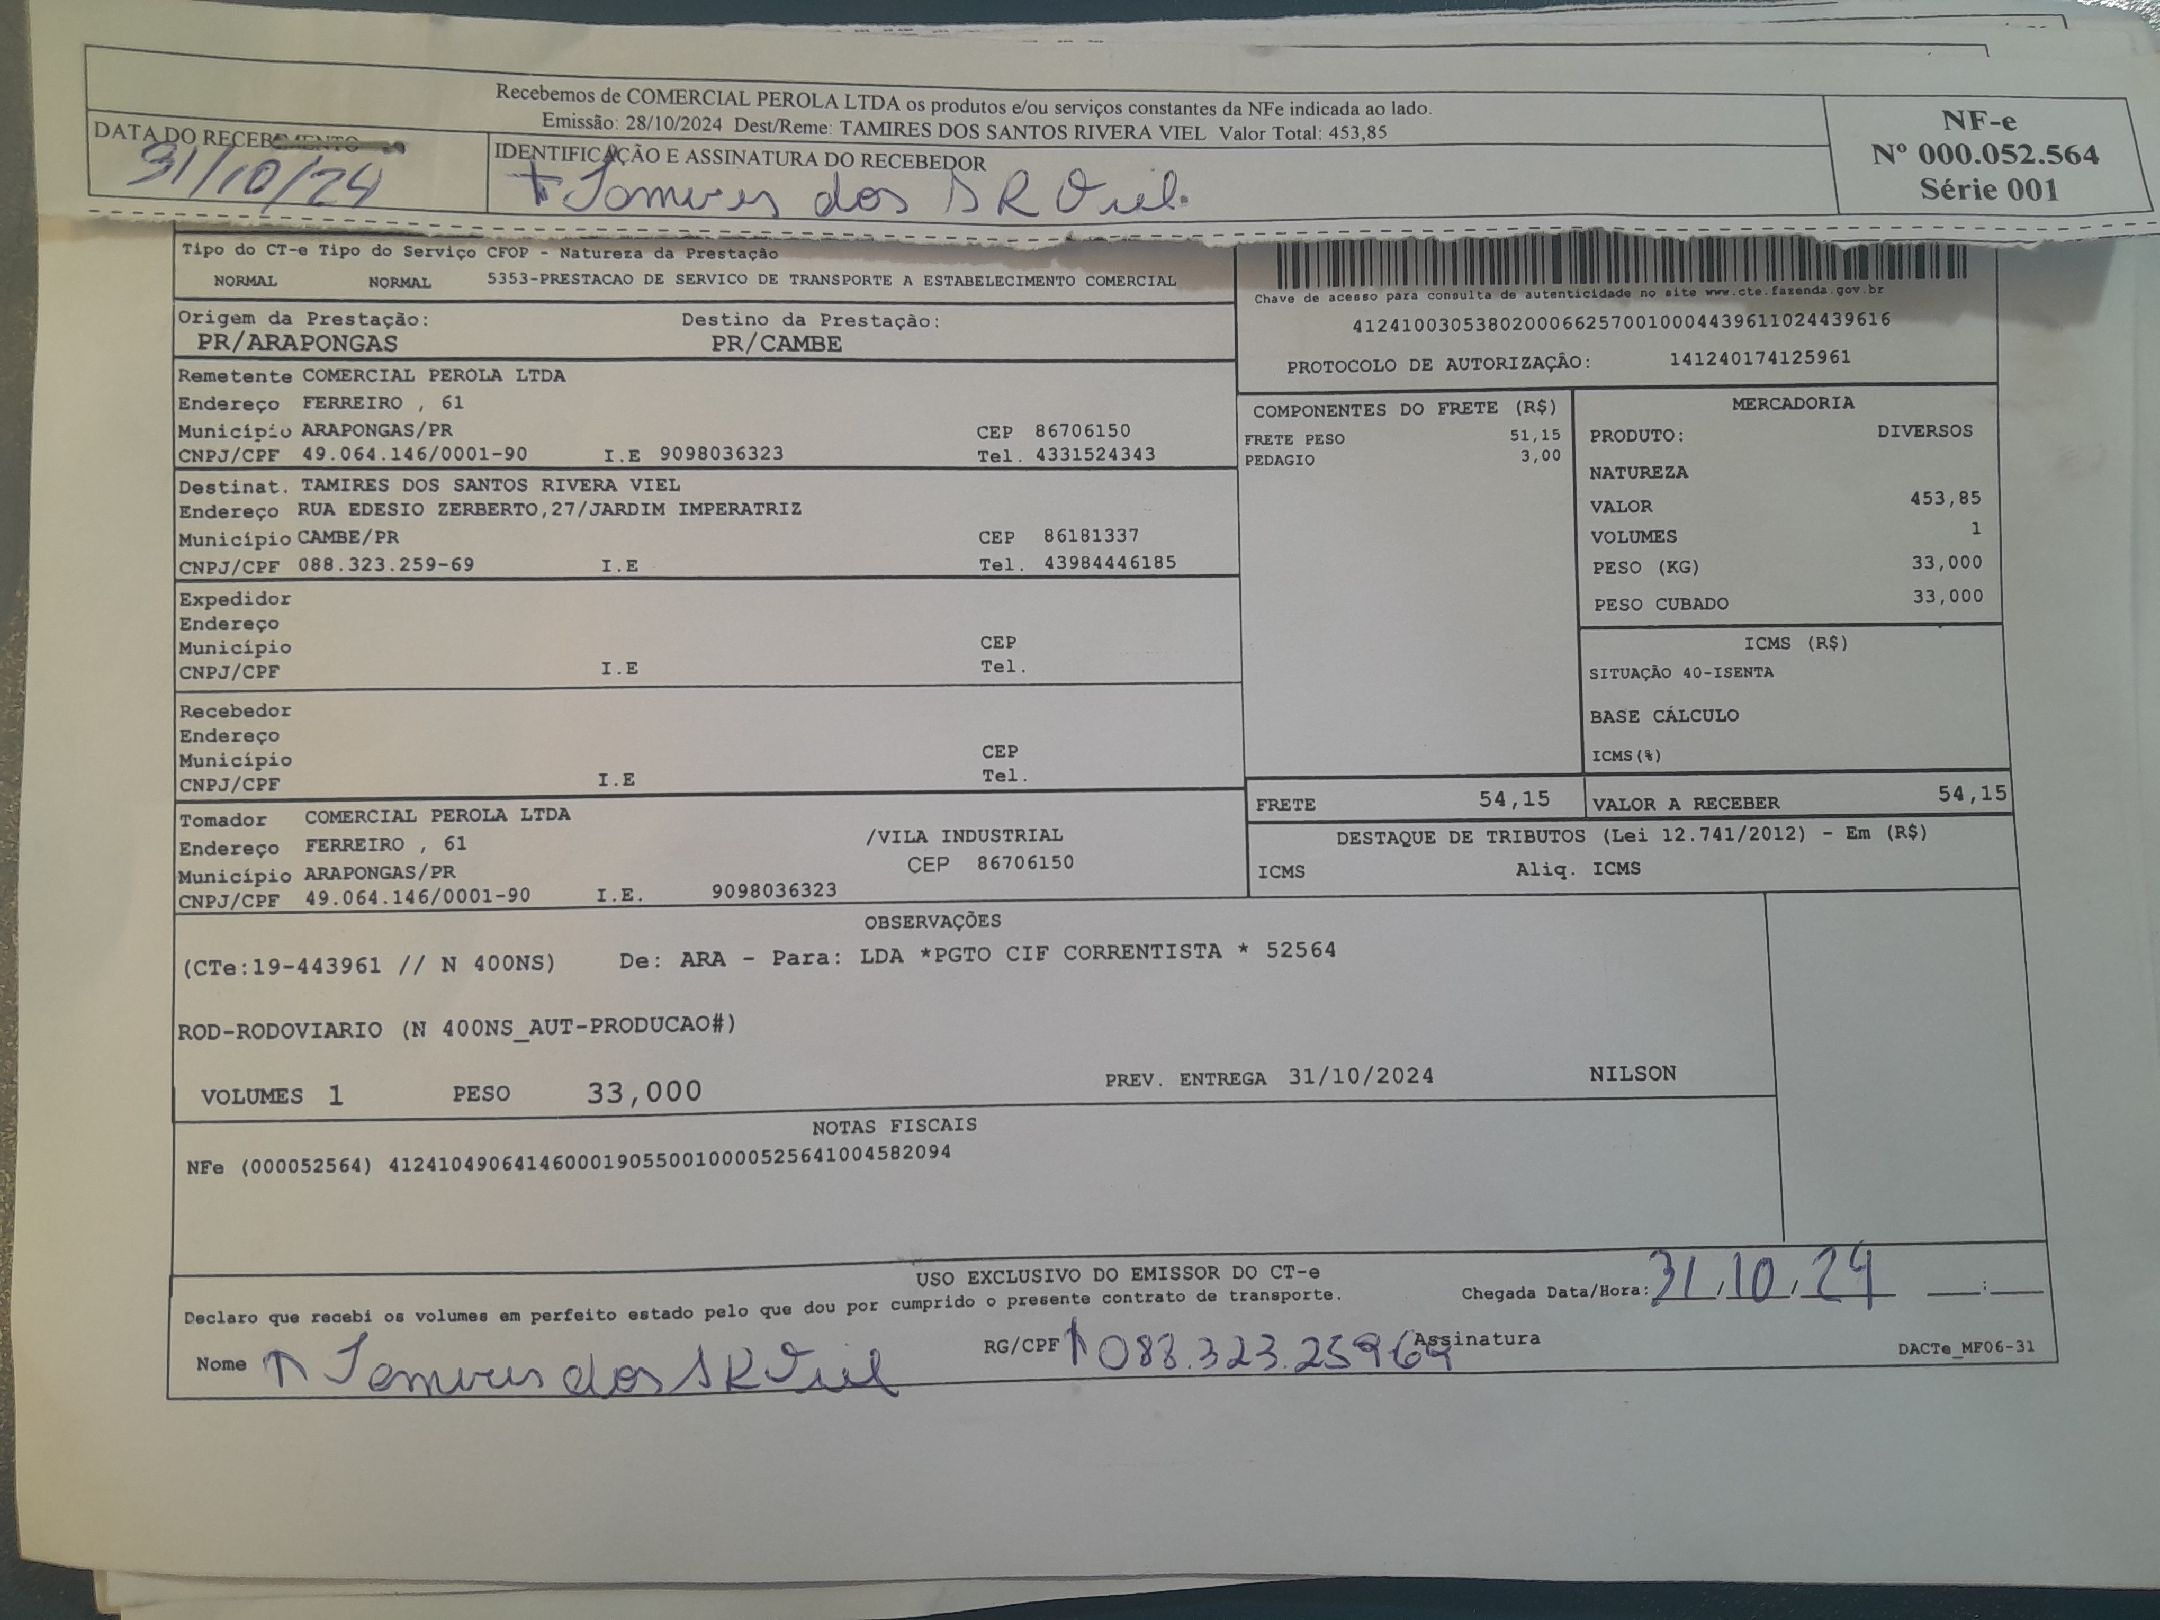 Recebemos de COMERCIAL PEROLA LTDA os produtos e/ou serviços constantes da NFe indicada ao lado.
Emissão: 28/10/2024 Dest/Reme: TAMIRES DOS SANTOS RIVERA VIEL Valor Total: 453,85
NF-e
Nº 000.052.564
Série 001
DATA DO RECEBIMENTO
31/10/24
IDENTIFICAÇÃO E ASSINATURA DO RECEBEDOR
Tamires dos S R Viel
Tipo do CT-e Tipo do Serviço CFOP - Natureza da Prestação
NORMAL NORMAL 5353-PRESTACAO DE SERVICO DE TRANSPORTE A ESTABELECIMENTO COMERCIAL
Chave de acesso para consulta de autenticidade no site www.cte.fazenda.gov.br
41241003053802000662570010004439611024439616
PROTOCOLO DE AUTORIZAÇÃO: 141240174125961
Origem da Prestação: Destino da Prestação:
PR/ARAPONGAS PR/CAMBE
Remetente COMERCIAL PEROLA LTDA
Endereço FERREIRO , 61
Município ARAPONGAS/PR CEP 86706150
CNPJ/CPF 49.064.146/0001-90 I.E 9098036323 Tel. 4331524343
Destinat. TAMIRES DOS SANTOS RIVERA VIEL
Endereço RUA EDESIO ZERBERTO,27/JARDIM IMPERATRIZ
Município CAMBE/PR CEP 86181337
CNPJ/CPF 088.323.259-69 I.E Tel. 43984446185
Expedidor
Endereço
Município CEP
CNPJ/CPF I.E Tel.
Recebedor
Endereço
Município CEP
CNPJ/CPF I.E Tel.
Tomador COMERCIAL PEROLA LTDA
Endereço FERREIRO , 61 /VILA INDUSTRIAL
Município ARAPONGAS/PR CEP 86706150
CNPJ/CPF 49.064.146/0001-90 I.E. 9098036323
COMPONENTES DO FRETE (R$)
FRETE PESO 51,15
PEDAGIO 3,00
MERCADORIA
PRODUTO: DIVERSOS
NATUREZA
VALOR 453,85
VOLUMES 1
PESO (KG) 33,000
PESO CUBADO 33,000
ICMS (R$)
SITUAÇÃO 40-ISENTA
BASE CÁLCULO
ICMS(%)
FRETE 54,15 VALOR A RECEBER 54,15
DESTAQUE DE TRIBUTOS (Lei 12.741/2012) - Em (R$)
ICMS Aliq. ICMS
OBSERVAÇÕES
(CTe:19-443961 // N 400NS) De: ARA - Para: LDA *PGTO CIF CORRENTISTA * 52564
ROD-RODOVIARIO (N 400NS_AUT-PRODUCAO#)
VOLUMES 1 PESO 33,000 PREV. ENTREGA 31/10/2024 NILSON
NOTAS FISCAIS
NFe (000052564) 41241049064146000190550010000525641004582094
USO EXCLUSIVO DO EMISSOR DO CT-e
Declaro que recebi os volumes em perfeito estado pelo que dou por cumprido o presente contrato de transporte. Chegada Data/Hora: 31/10/24 __:__
Nome Tamires dos S R Viel RG/CPF 088.323.25969 Assinatura DACTe_MF06-31